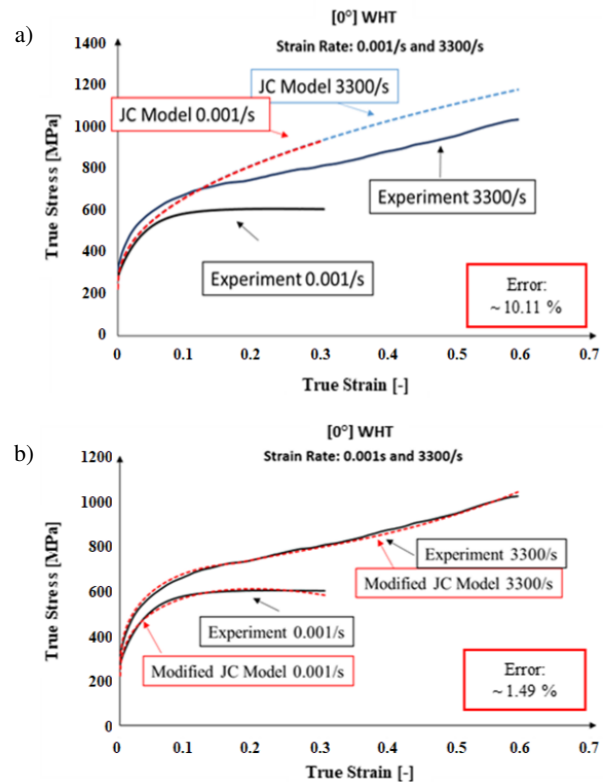 a)
[0°] WHT
Strain Rate: 0.001/s and 3300/s
1400
1200
1000
800
600
400
200
0
True Stress [MPa]
JC Model 3300/s
JC Model 0.001/s
Experiment 3300/s
Experiment 0.001/s
Error:
~ 10.11 %
0
0.1
0.2
0.3
0.4
0.5
0.6
0.7
True Strain [-]
b)
[0°] WHT
Strain Rate: 0.001s and 3300/s
1200
1000
800
600
400
200
0
True Stress [MPa]
Experiment 3300/s
Modified JC Model 3300/s
Experiment 0.001/s
Modified JC Model 0.001/s
Error:
~ 1.49 %
0
0.1
0.2
0.3
0.4
0.5
0.6
0.7
True Strain [-]